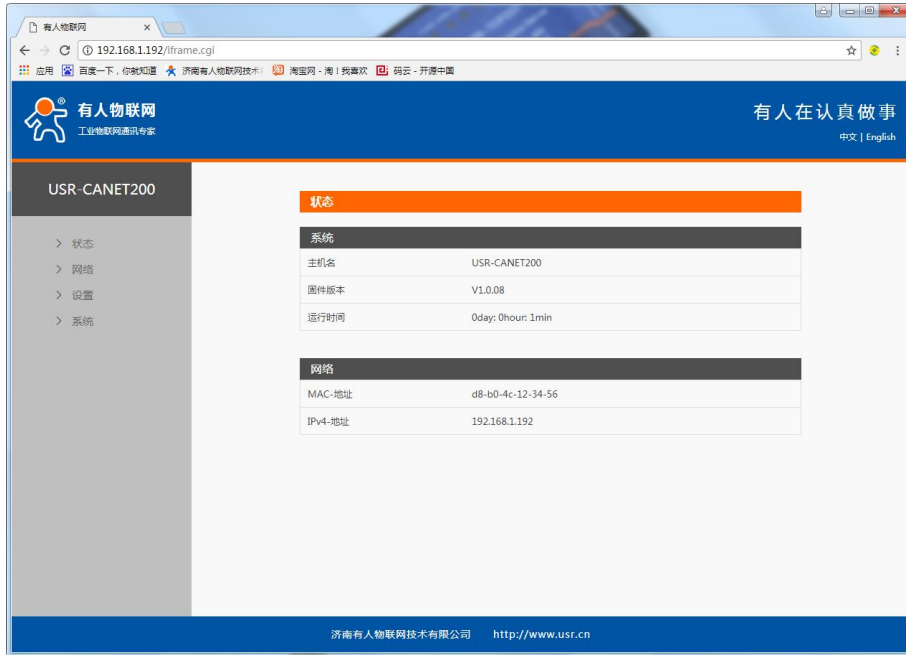 有人物联网
192.168.1.192/iframe.cgi
应用 百度一下，你就知道 济南有人物联网技术 淘宝网 - 淘！我喜欢 码云 - 开源中国
有人物联网
工业物联网通讯专家
有人在认真做事
中文 | English
USR-CANET200
状态
网络
设置
系统
状态
系统
主机名 USR-CANET200
固件版本 V1.0.08
运行时间 0day: 0hour: 1min
网络
MAC-地址 d8-b0-4c-12-34-56
IPv4-地址 192.168.1.192
济南有人物联网技术有限公司 http://www.usr.cn